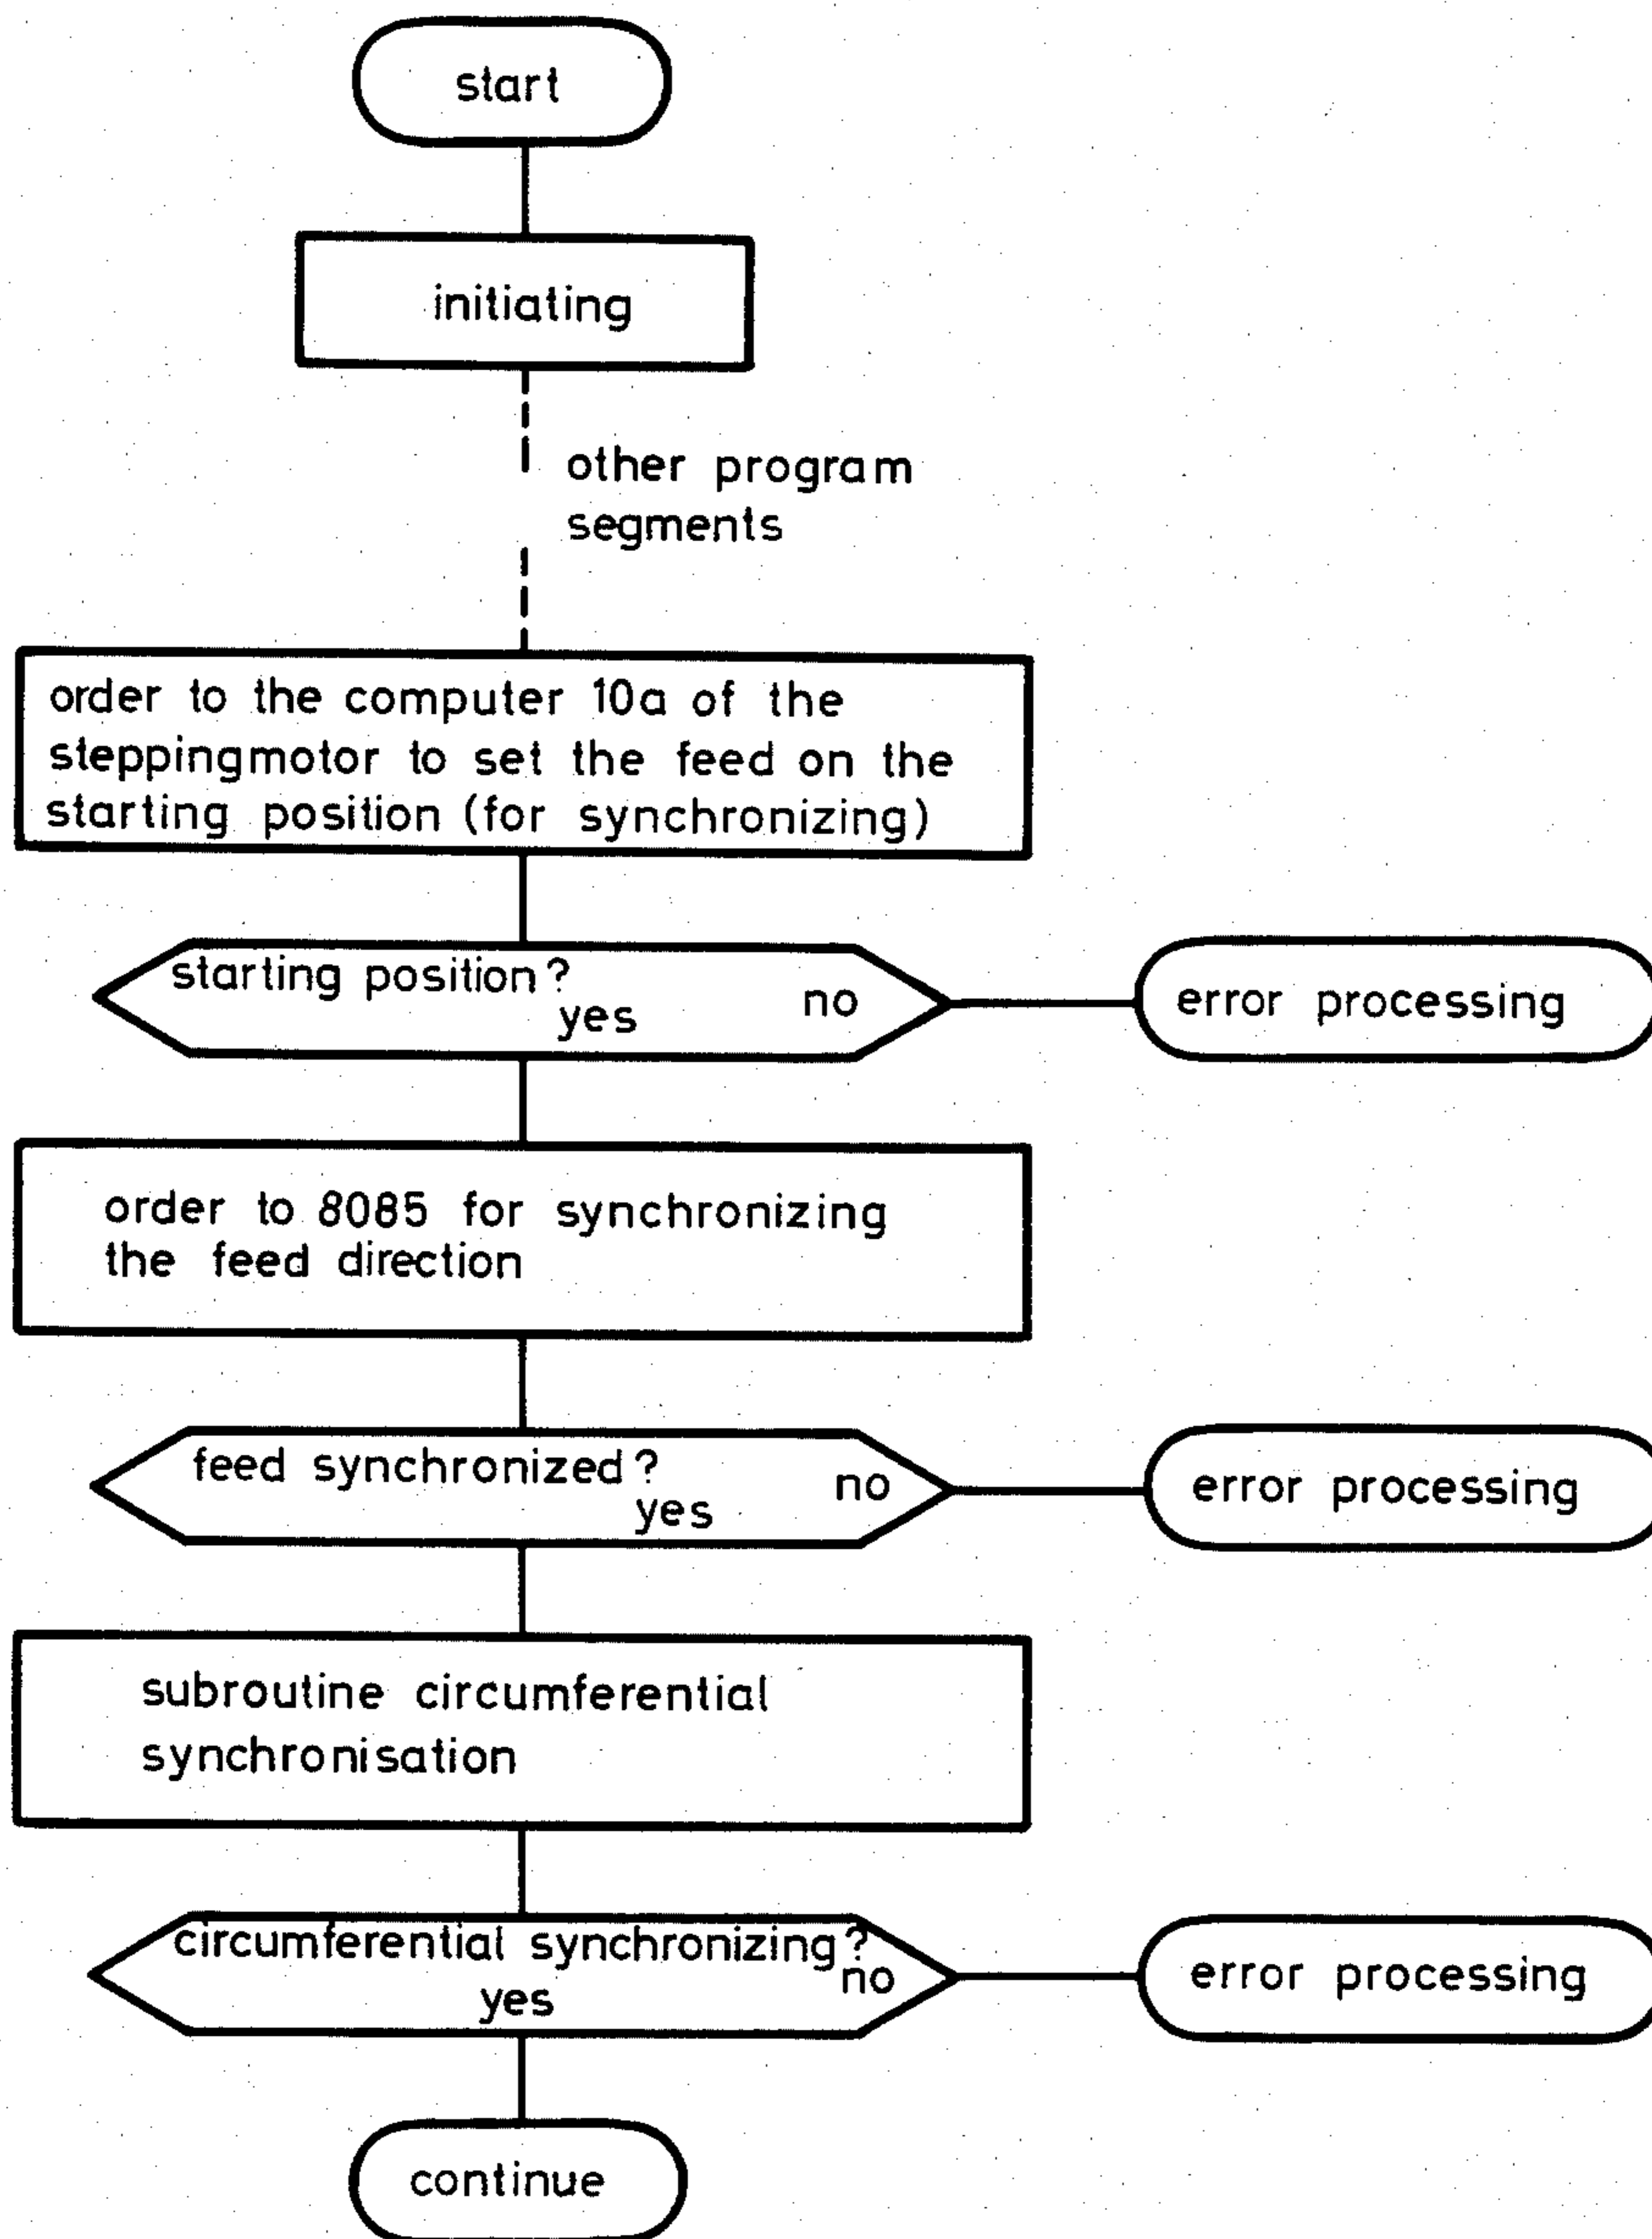 start
initiating
other program
segments
order to the computer 10a of the
steppingmotor to set the feed on the
starting position (for synchronizing)
starting position?
yes
no
error processing
order to 8085 for synchronizing
the feed direction
feed synchronized?
yes
no
error processing
subroutine circumferential
synchronisation
circumferential synchronizing?
yes
no
error processing
continue